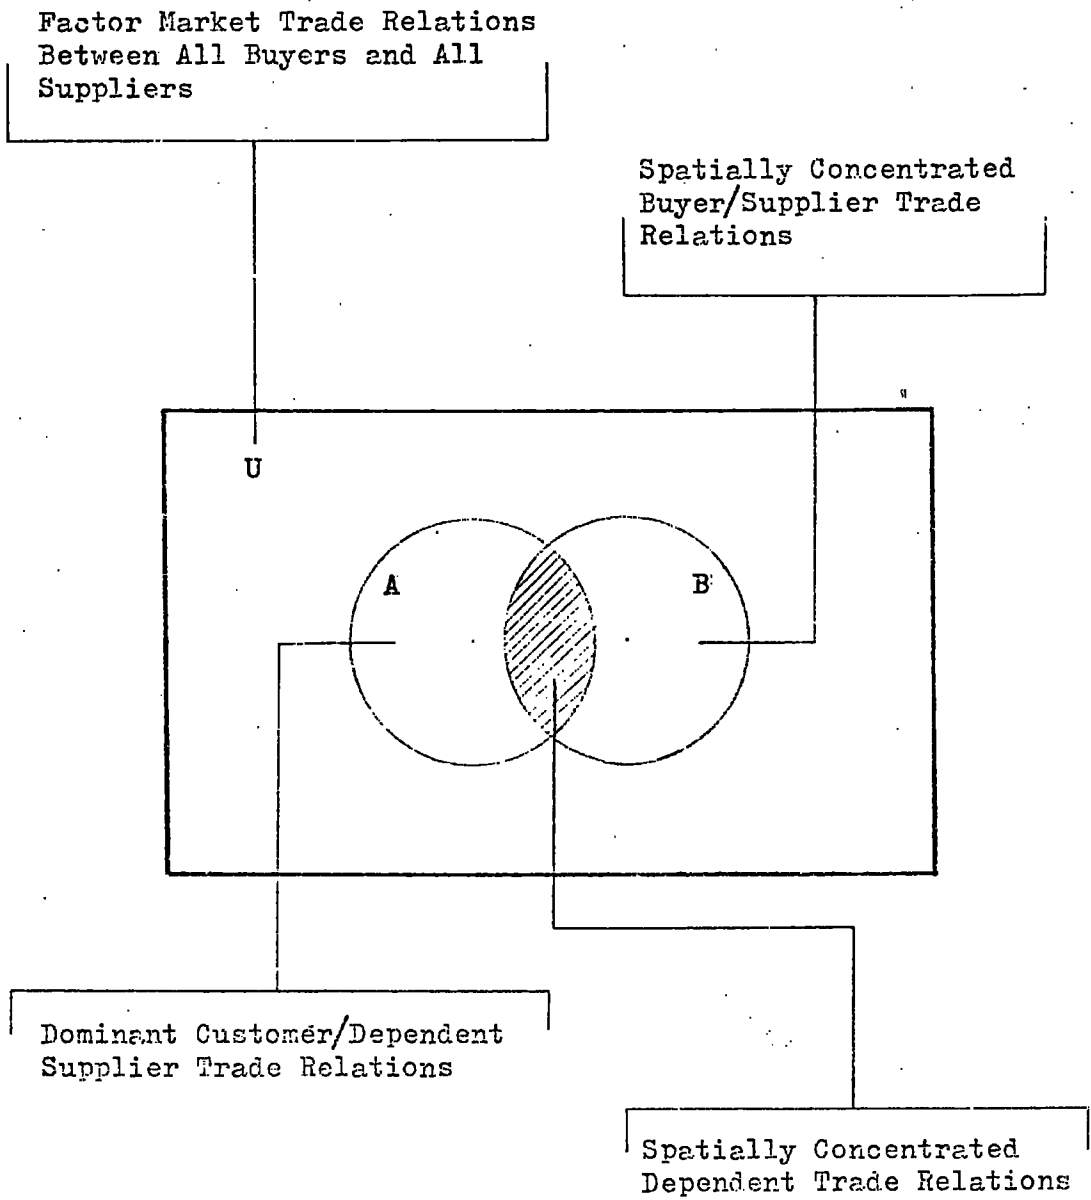 Factor Market Trade Relations
Between All Buyers and All
Suppliers
Spatially Concentrated
Buyer/Supplier Trade
Relations
U
A
B
Dominant Customer/Dependent
Supplier Trade Relations
Spatially Concentrated
Dependent Trade Relations